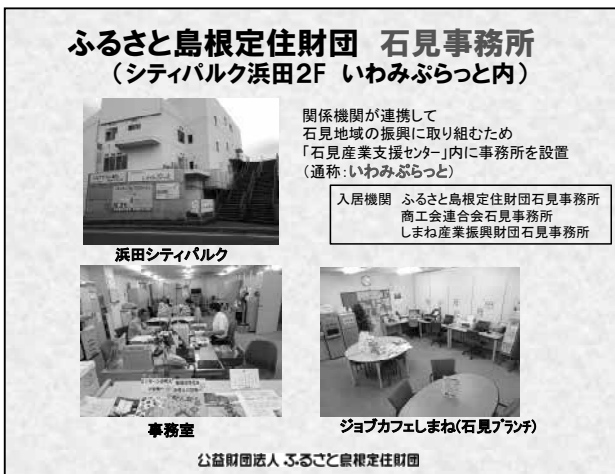 ふるさと島根定住財団 石見事務所
(シティパルク浜田2F いわみぷらっと内)
関係機関が連携して
石見地域の振興に取り組むため
「石見産業支援センター」内に事務所を設置
(通称:いわみぷらっと)
入居機関 ふるさと島根定住財団石見事務所
商工会連合会石見事務所
しまね産業振興財団石見事務所
浜田シティパルク
事務室
ジョブカフェしまね(石見ブランチ)
公益財団法人 ふるさと島根定住財団